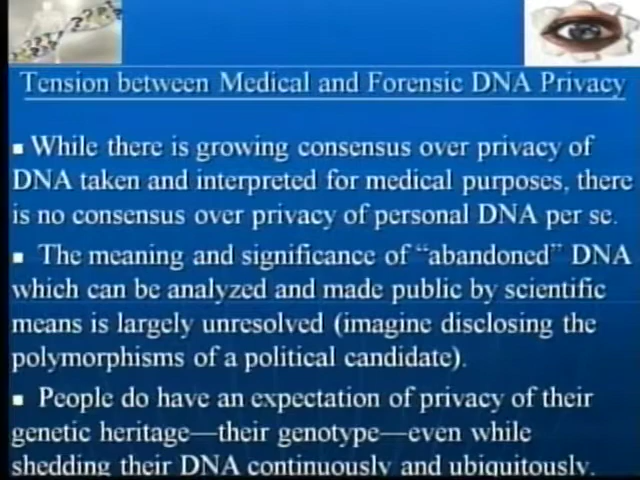 Tension between Medical and Forensic DNA Privacy
▪ While there is growing consensus over privacy of
DNA taken and interpreted for medical purposes, there
is no consensus over privacy of personal DNA per se.
▪ The meaning and significance of “abandoned” DNA
which can be analyzed and made public by scientific
means is largely unresolved (imagine disclosing the
polymorphisms of a political candidate).
▪ People do have an expectation of privacy of their
genetic heritage—their genotype—even while
shedding their DNA continuously and ubiquitously.